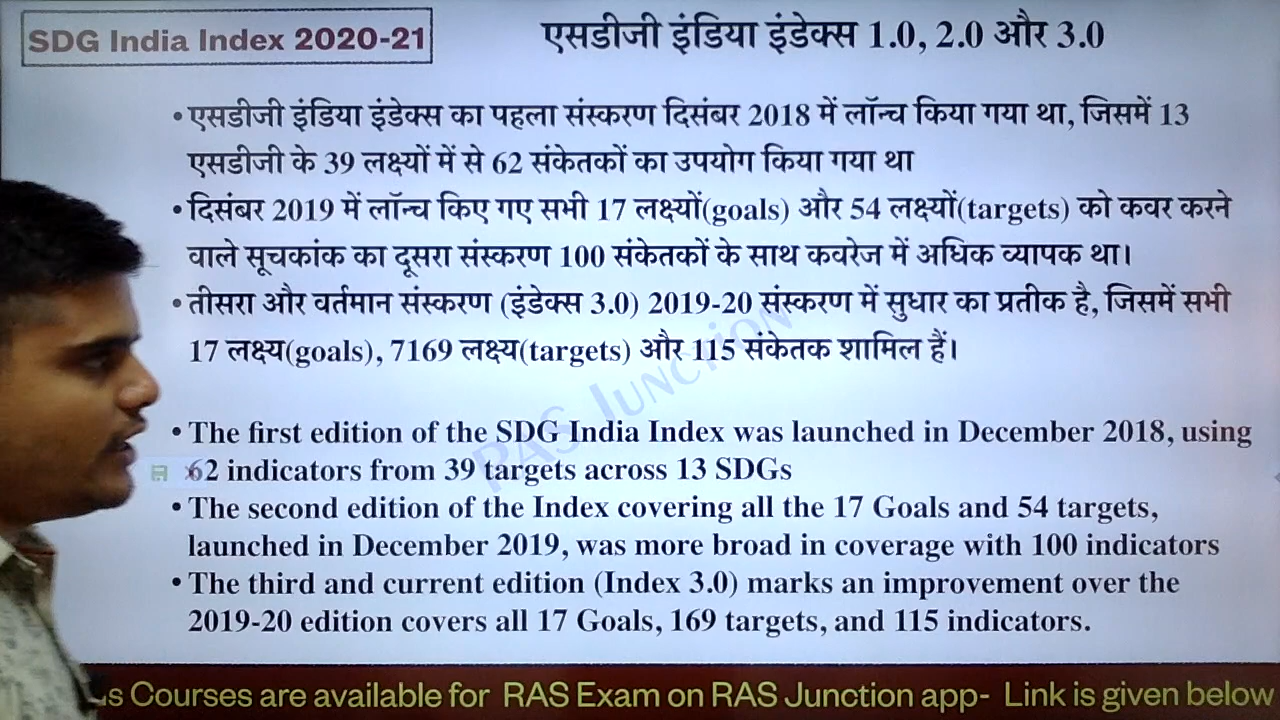 SDG India Index 2020-21
एसडीजी इंडिया इंडेक्स 1.0, 2.0 और 3.0
• एसडीजी इंडिया इंडेक्स का पहला संस्करण दिसंबर 2018 में लॉन्च किया गया था, जिसमें 13
एसडीजी के 39 लक्ष्यों में से 62 संकेतकों का उपयोग किया गया था
• दिसंबर 2019 में लॉन्च किए गए सभी 17 लक्ष्यों(goals) और 54 लक्ष्यों(targets) को कवर करने
वाले सूचकांक का दूसरा संस्करण 100 संकेतकों के साथ कवरेज में अधिक व्यापक था।
• तीसरा और वर्तमान संस्करण (इंडेक्स 3.0) 2019-20 संस्करण में सुधार का प्रतीक है, जिसमें सभी
17 लक्ष्य(goals), 7169 लक्ष्य(targets) और 115 संकेतक शामिल हैं।
RAS Junction
• The first edition of the SDG India Index was launched in December 2018, using
62 indicators from 39 targets across 13 SDGs
• The second edition of the Index covering all the 17 Goals and 54 targets,
launched in December 2019, was more broad in coverage with 100 indicators
• The third and current edition (Index 3.0) marks an improvement over the
2019-20 edition covers all 17 Goals, 169 targets, and 115 indicators.
Courses are available for RAS Exam on RAS Junction app- Link is given below